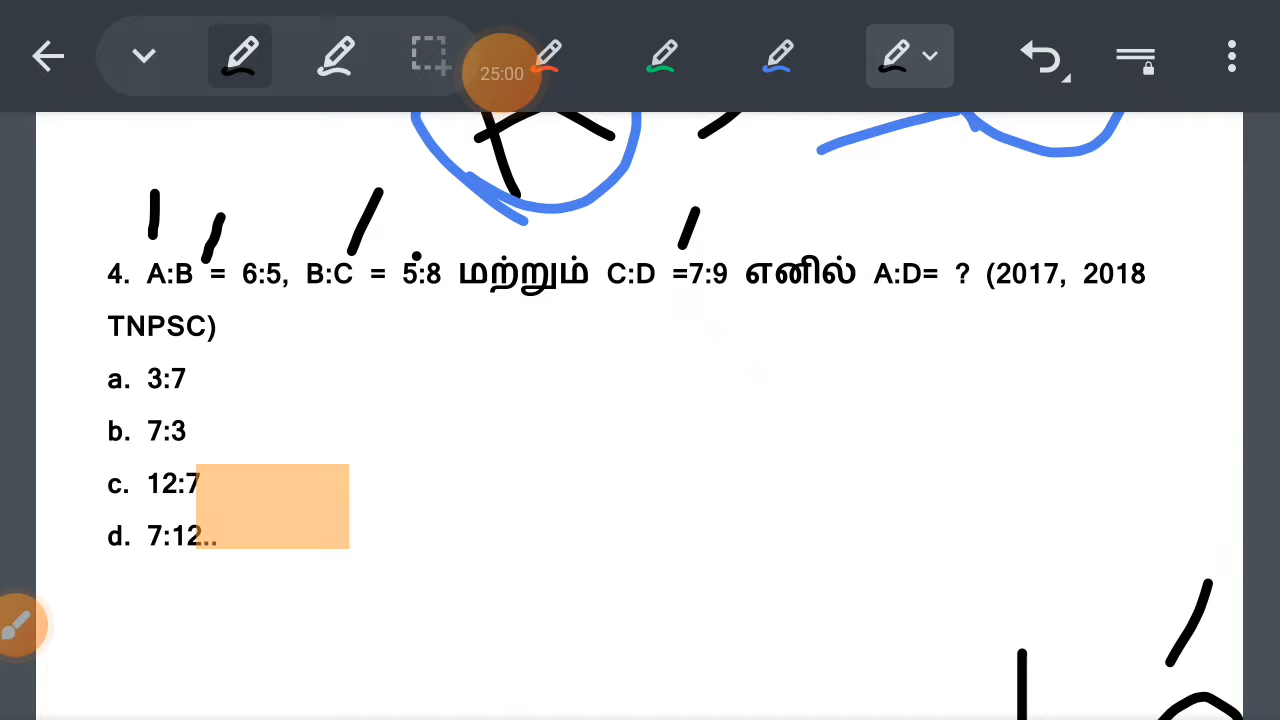 25:00
4. A:B = 6:5, B:C = 5:8 மற்றும் C:D =7:9 எனில் A:D= ? (2017, 2018
TNPSC)
a. 3:7
b. 7:3
c. 12:7
d. 7:12..